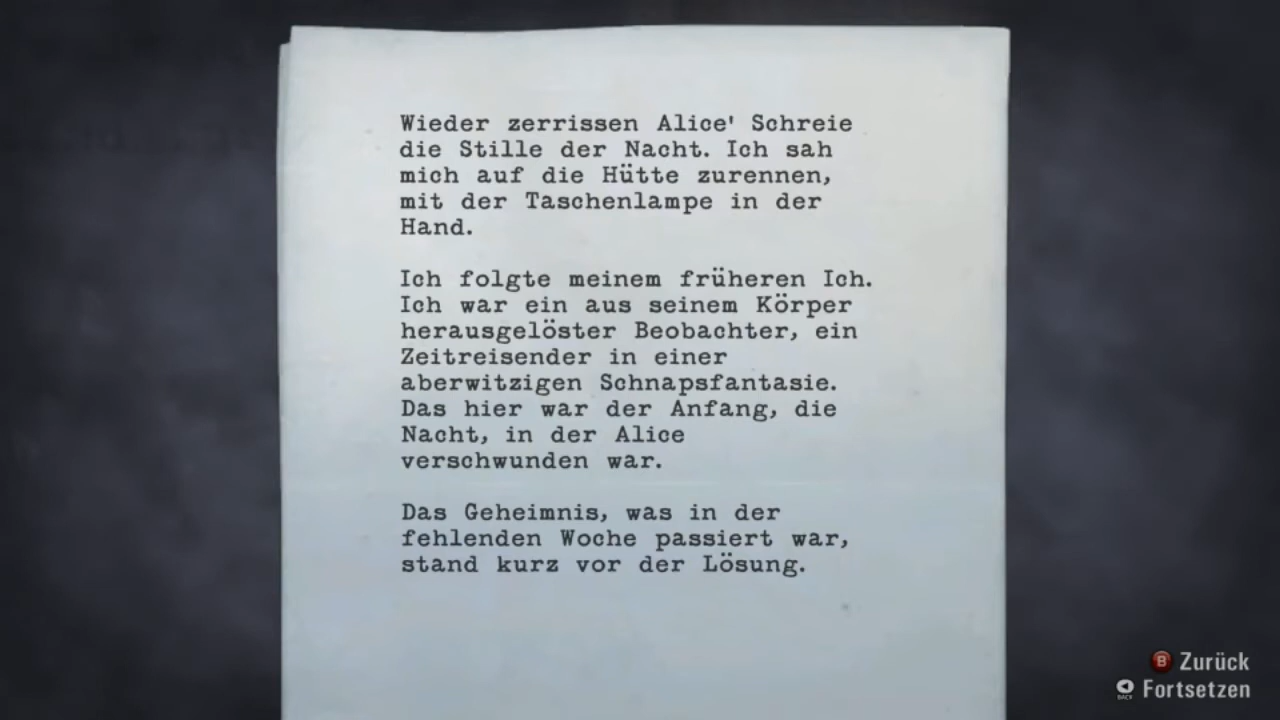 Wieder zerrissen Alice' Schreie
die Stille der Nacht. Ich sah
mich auf die Hütte zurennen,
mit der Taschenlampe in der
Hand.
Ich folgte meinem früheren Ich.
Ich war ein aus seinem Körper
herausgelöster Beobachter, ein
Zeitreisender in einer
aberwitzigen Schnapsfantasie.
Das hier war der Anfang, die
Nacht, in der Alice
verschwunden war.
Das Geheimnis, was in der
fehlenden Woche passiert war,
stand kurz vor der Lösung.
B Zurück
BACK Fortsetzen